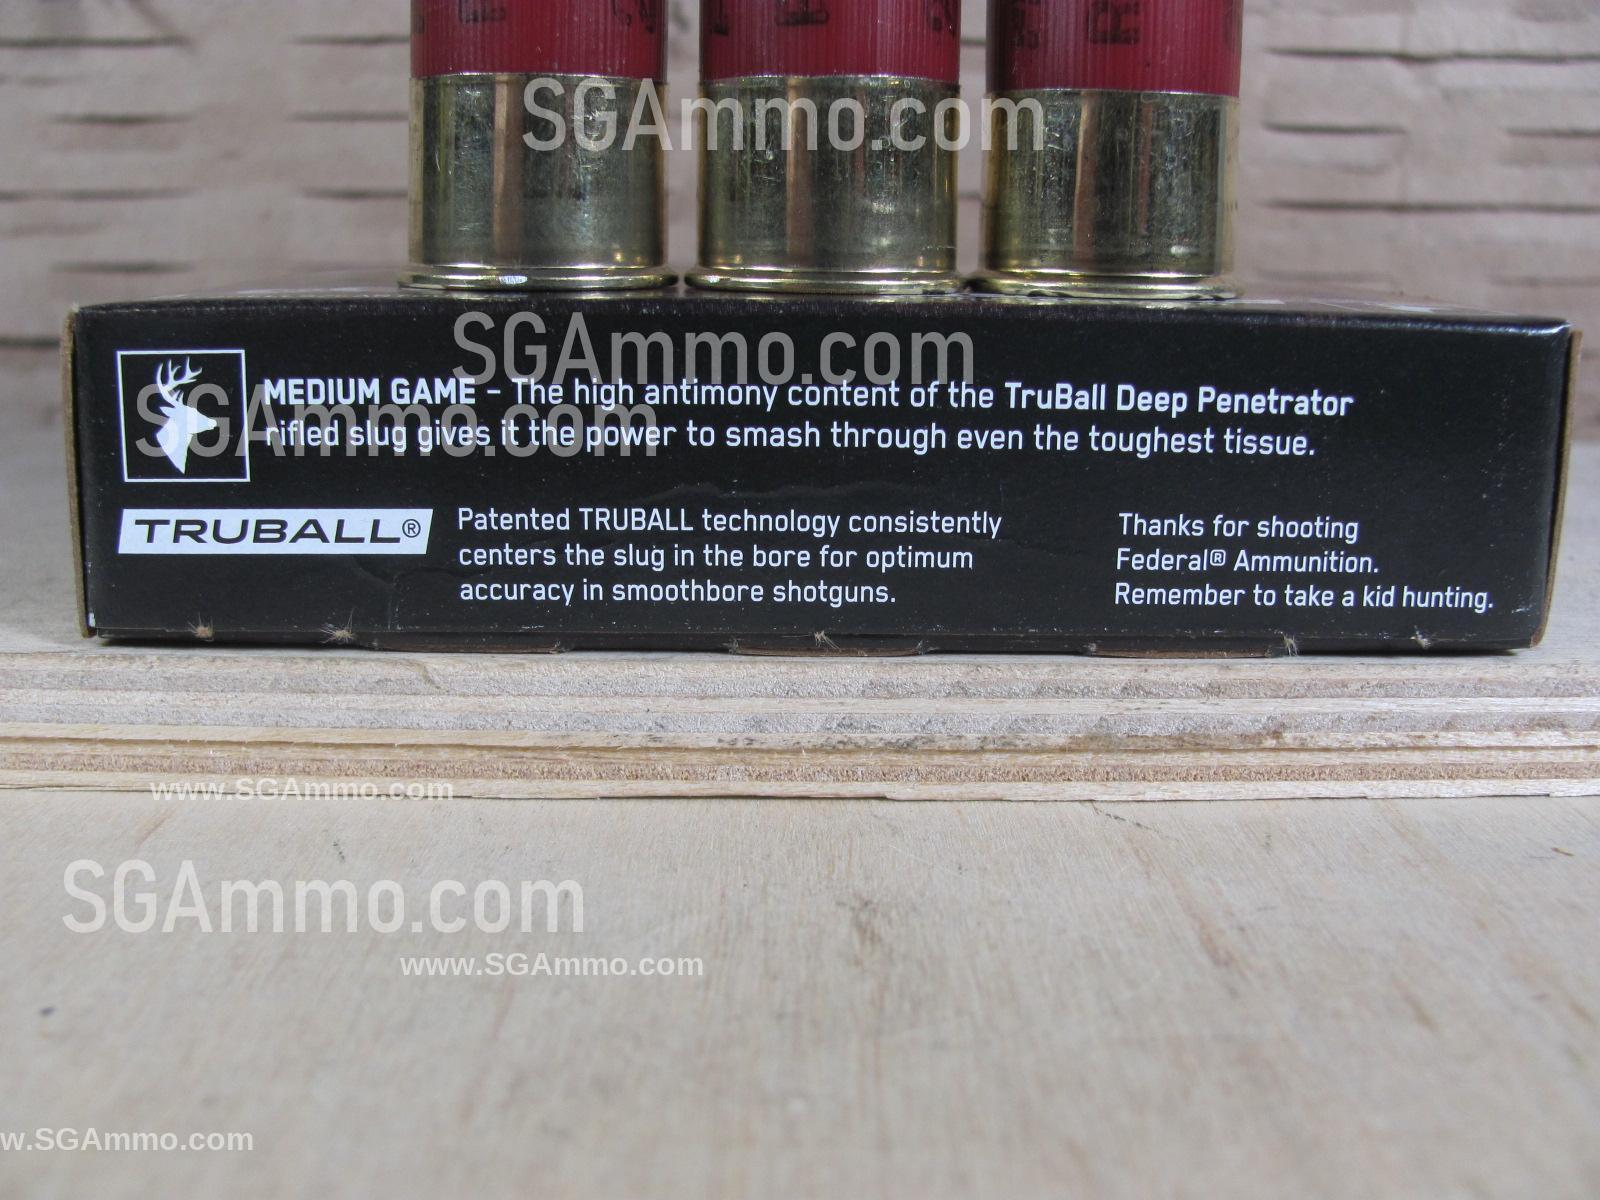 SGAmmo.com
SGAmmo.com
MEDIUM GAME – The high antimony content of the TruBall Deep Penetrator
SGAmmo.com
rifled slug gives it the power to smash through even the toughest tissue.
TRUBALL®
Patented TRUBALL technology consistently
centers the slug in the bore for optimum
accuracy in smoothbore shotguns.
Thanks for shooting
Federal® Ammunition.
Remember to take a kid hunting.
www.SGAmmo.com
SGAmmo.com
www.SGAmmo.com
w.SGAmmo.com